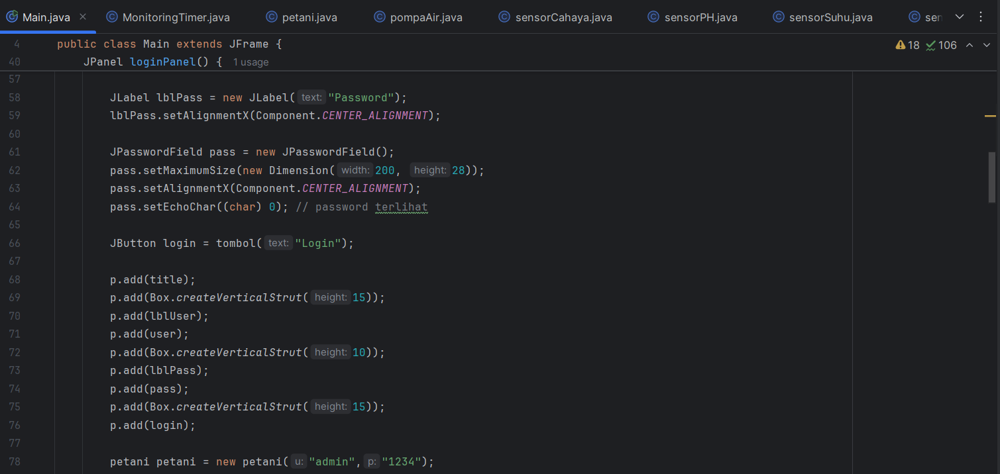 Main.java MonitoringTimer.java petani.java pompaAir.java sensorCahaya.java sensorPH.java sensorSuhu.java sen
4 public class Main extends JFrame { 18 106
40 JPanel loginPanel() { 1 usage
57
58 JLabel lblPass = new JLabel( text: "Password");
59 lblPass.setAlignmentX(Component.CENTER_ALIGNMENT);
60
61 JPasswordField pass = new JPasswordField();
62 pass.setMaximumSize(new Dimension( width: 200, height: 28));
63 pass.setAlignmentX(Component.CENTER_ALIGNMENT);
64 pass.setEchoChar((char) 0); // password terlihat
65
66 JButton login = tombol( text: "Login");
67
68 p.add(title);
69 p.add(Box.createVerticalStrut( height: 15));
70 p.add(lblUser);
71 p.add(user);
72 p.add(Box.createVerticalStrut( height: 10));
73 p.add(lblPass);
74 p.add(pass);
75 p.add(Box.createVerticalStrut( height: 15));
76 p.add(login);
77
78 petani petani = new petani( u: "admin", p: "1234");